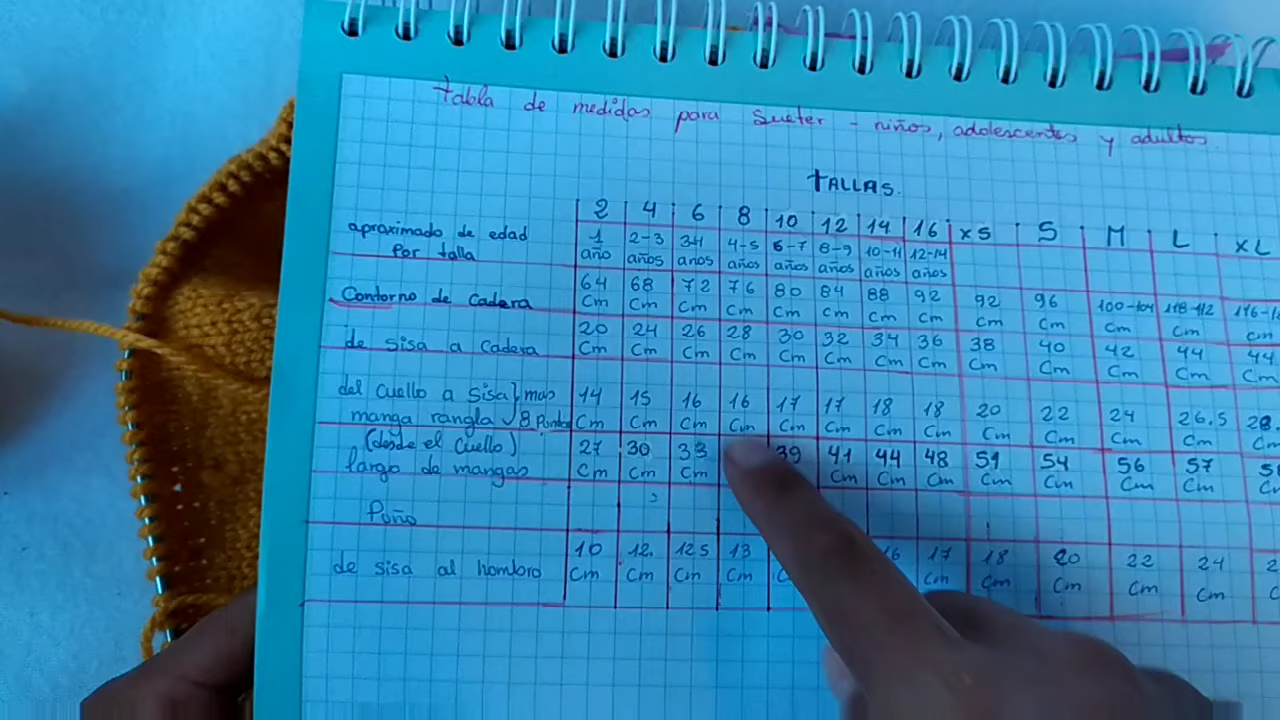 tabla de medidas para Sueter - niños, adolescentes y adultos.
TALLAS.
2 4 6 8 10 12 14 16 XS S M L XL
aproximado de edad Por talla
1 año 2-3 años 3-4 años 4-5 años 6-7 años 8-9 años 10-11 años 12-14 años
Contorno de Cadera
64 Cm 68 Cm 72 Cm 76 Cm 80 Cm 84 Cm 88 Cm 92 Cm 92 Cm 96 Cm 100-104 Cm 108-112 Cm cm
de sisa a Cadera
20 Cm 24 Cm 26 Cm 28 Cm 30 Cm 32 Cm 34 Cm 36 Cm 38 Cm 40 Cm 42 Cm 44 Cm 44 Cm
del Cuello a Sisa } mas
manga rangla 8 Puntos
14 Cm 15 Cm 16 Cm 16 Cm 17 Cm 17 Cm 18 Cm 18 Cm 20 Cm 22 Cm 24 Cm 26.5 Cm Cm
(desde el Cuello)
largo de mangas
27 Cm 30 Cm 33 Cm 39 41 Cm 44 Cm 48 Cm 51 Cm 54 Cm 56 Cm 57 Cm Cm
Puño
de sisa al hombro
10 Cm 12. Cm 12.5 Cm 13 Cm 16 17 Cm 18 Cm 20 Cm 22 Cm 24 Cm